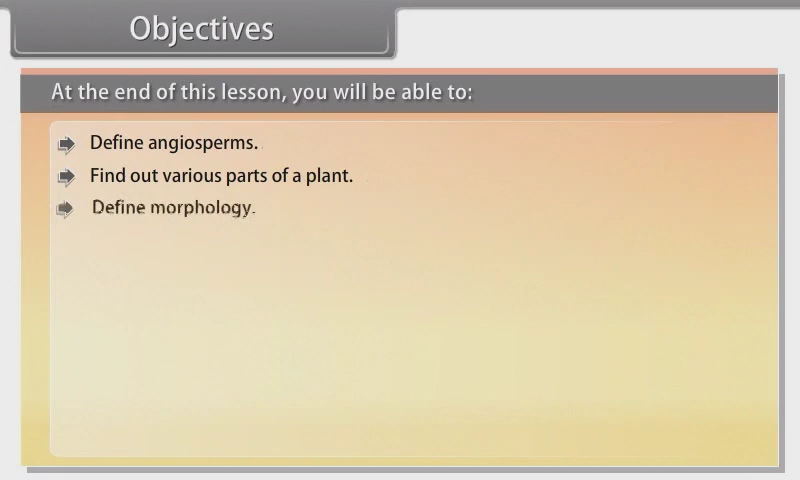 Objectives
At the end of this lesson, you will be able to:
Define angiosperms.
Find out various parts of a plant.
Define morphology.